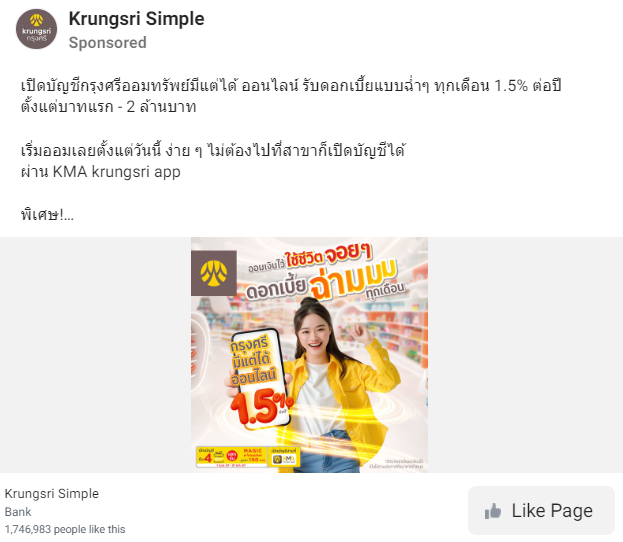 krungsri
กรุงศรี
Krungsri Simple
Sponsored
เปิดบัญชีกรุงศรีออมทรัพย์มีแต่ได้ ออนไลน์ รับดอกเบี้ยแบบฉ่ำๆ ทุกเดือน 1.5% ต่อปี
ตั้งแต่บาทแรก - 2 ล้านบาท
เริ่มออมเลยตั้งแต่วันนี้ ง่าย ๆ ไม่ต้องไปที่สาขาก็เปิดบัญชีได้
ผ่าน KMA krungsri app
พิเศษ!...
ออมเงินไว้ ใช้ชีวิต จอยๆ
ดอกเบี้ย ฉ่ามมม
ทุกเดือน
กรุงศรี
มีแต่ได้
ออนไลน์
1.5%
MAGIC
Krungsri Simple
Bank
1,746,983 people like this
Like Page